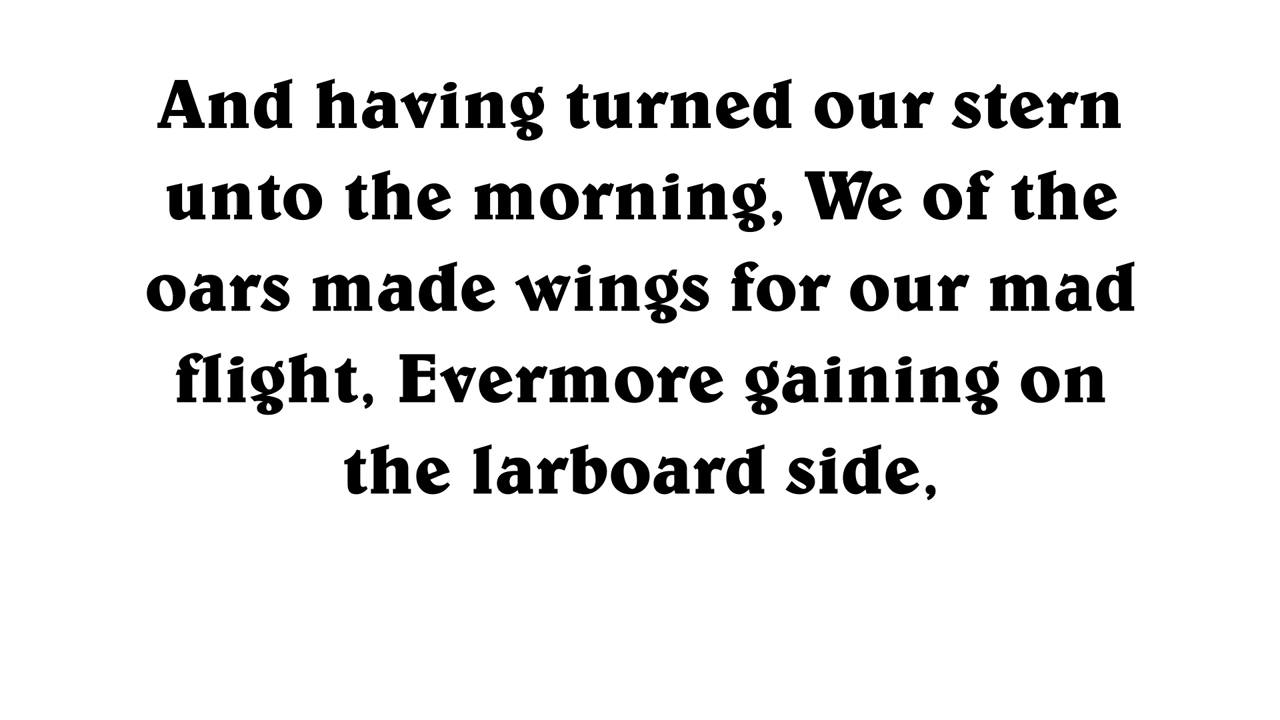 And having turned our stern
unto the morning, We of the
oars made wings for our mad
flight, Evermore gaining on
the larboard side,